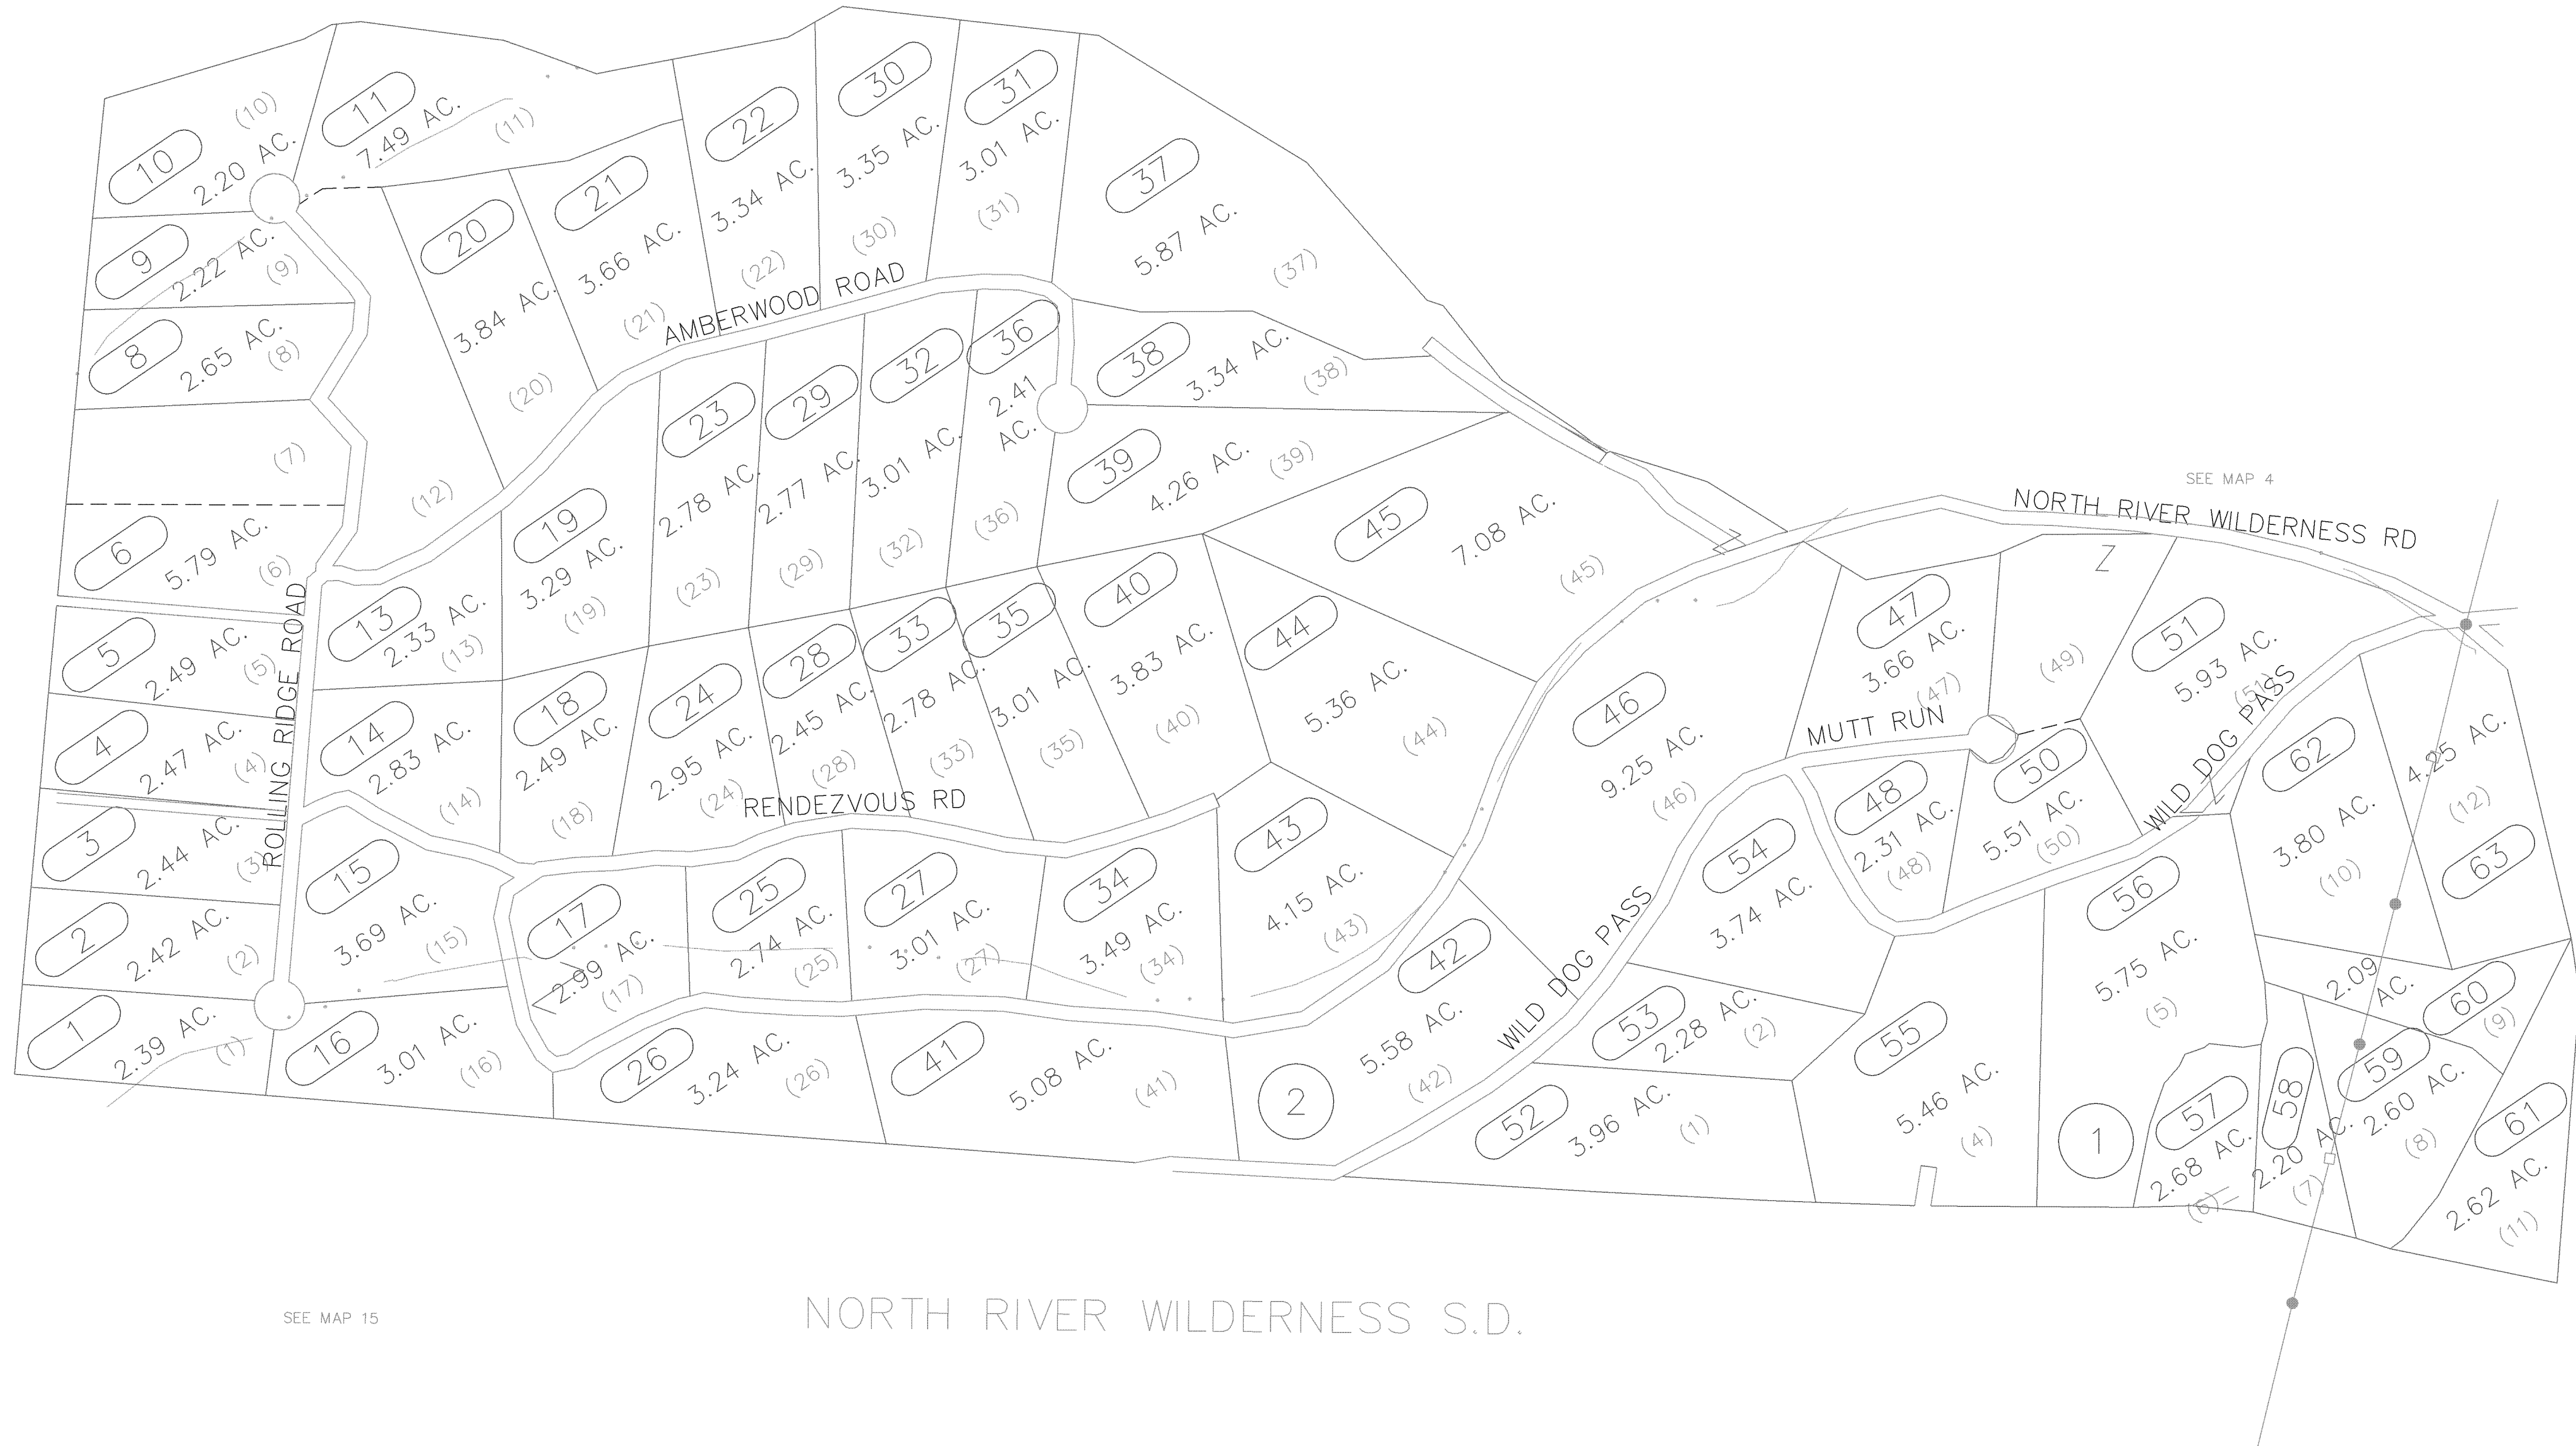 10
2.20 AC.
(10)
11
7.49 AC.
(11)
9
2.22 AC.
(9)
8
2.65 AC.
(8)
(7)
6
5.79 AC.
(6)
5
2.49 AC.
(5)
4
2.47 AC.
(4)
3
2.44 AC.
(3)
2
2.42 AC.
(2)
1
2.39 AC.
(1)
ROLLING RIDGE ROAD
(12)
20
3.84 AC.
(20)
21
3.66 AC.
(21)
22
3.34 AC.
(22)
30
3.35 AC.
(30)
31
3.01 AC.
(31)
37
5.87 AC.
(37)
AMBERWOOD ROAD
13
2.33 AC.
(13)
19
3.29 AC.
(19)
23
2.78 AC.
(23)
29
2.77 AC.
(29)
32
3.01 AC.
(32)
36
2.41
AC.
(36)
38
3.34 AC.
(38)
39
4.26 AC.
(39)
14
2.83 AC.
(14)
18
2.49 AC.
(18)
24
2.95 AC.
(24)
28
2.45 AC.
(28)
33
2.78 AC.
(33)
35
3.01 AC.
(35)
40
3.83 AC.
(40)
44
5.36 AC.
(44)
45
7.08 AC.
(45)
RENDEZVOUS RD
15
3.69 AC.
(15)
17
2.99 AC.
(17)
25
2.74 AC.
(25)
27
3.01 AC.
(27)
34
3.49 AC.
(34)
43
4.15 AC.
(43)
16
3.01 AC.
(16)
26
3.24 AC.
(26)
41
5.08 AC.
(41)
42
5.58 AC.
(42)
2
SEE MAP 4
NORTH RIVER WILDERNESS RD
Z
46
9.25 AC.
(46)
47
3.66 AC.
(47)
(49)
51
5.93 AC.
(51)
MUTT RUN
48
2.31 AC.
(48)
50
5.51 AC.
(50)
WILD DOG PASS
Z
62
3.80 AC.
(10)
4.25 AC.
(12)
63
WILD DOG PASS
54
3.74 AC.
53
2.28 AC.
(2)
52
3.96 AC.
(1)
55
5.46 AC.
(4)
56
5.75 AC.
(5)
1
57
2.68 AC.
(6)
58
2.20 AC.
(7)
59
2.60 AC.
(8)
2.09
AC.
60
(9)
61
2.62 AC.
(11)
SEE MAP 15
NORTH RIVER WILDERNESS S.D.